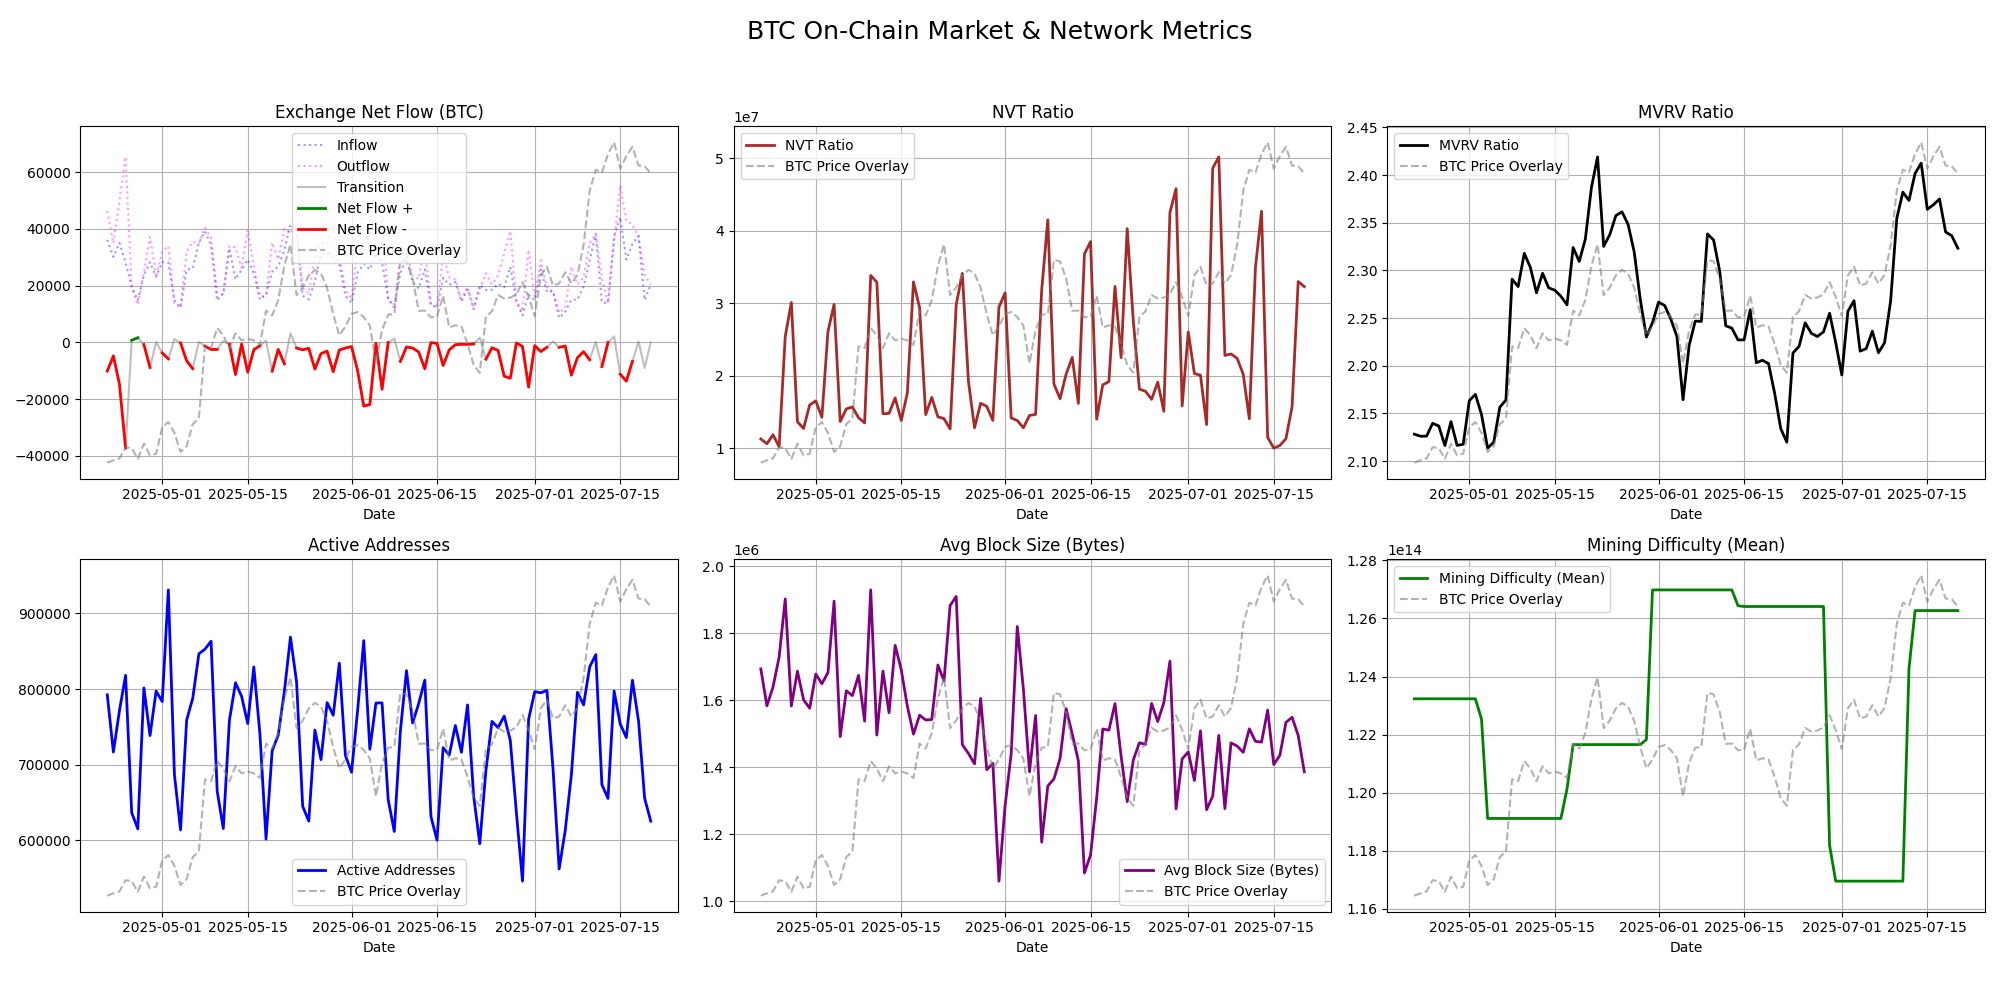 BTC On-Chain Market & Network Metrics
Exchange Net Flow (BTC)
Inflow
Outflow
Transition
Net Flow +
Net Flow -
BTC Price Overlay
60000
40000
20000
0
−20000
−40000
2025-05-01 2025-05-15 2025-06-01 2025-06-15 2025-07-01 2025-07-15
Date
NVT Ratio
1e7
NVT Ratio
BTC Price Overlay
5
4
3
2
1
2025-05-01 2025-05-15 2025-06-01 2025-06-15 2025-07-01 2025-07-15
Date
MVRV Ratio
MVRV Ratio
BTC Price Overlay
2.45
2.40
2.35
2.30
2.25
2.20
2.15
2.10
2025-05-01 2025-05-15 2025-06-01 2025-06-15 2025-07-01 2025-07-15
Date
Active Addresses
900000
800000
700000
600000
Active Addresses
BTC Price Overlay
2025-05-01 2025-05-15 2025-06-01 2025-06-15 2025-07-01 2025-07-15
Date
Avg Block Size (Bytes)
1e6
2.0
1.8
1.6
1.4
1.2
1.0
Avg Block Size (Bytes)
BTC Price Overlay
2025-05-01 2025-05-15 2025-06-01 2025-06-15 2025-07-01 2025-07-15
Date
Mining Difficulty (Mean)
1e14
Mining Difficulty (Mean)
BTC Price Overlay
1.28
1.26
1.24
1.22
1.20
1.18
1.16
2025-05-01 2025-05-15 2025-06-01 2025-06-15 2025-07-01 2025-07-15
Date